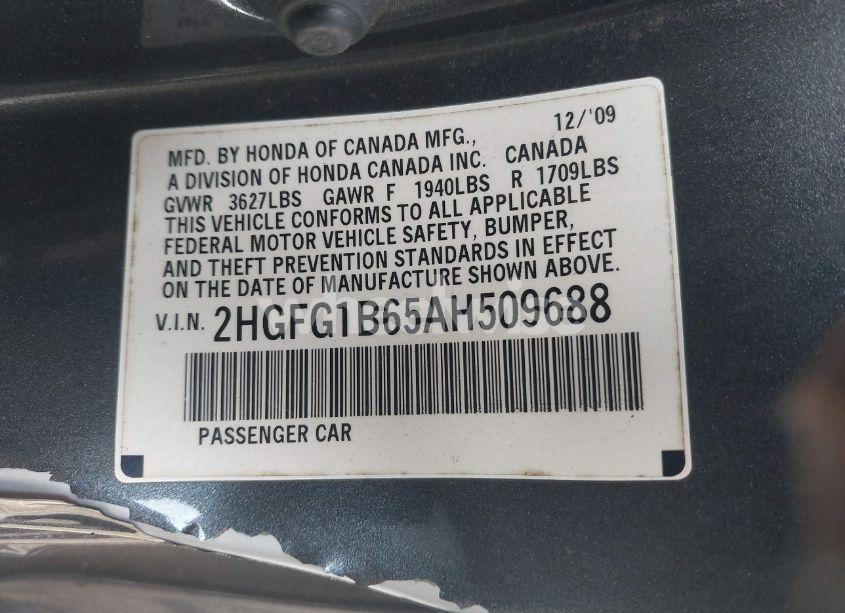 12/'09
MFD. BY HONDA OF CANADA MFG.,
A DIVISION OF HONDA CANADA INC. CANADA
GVWR 3627LBS GAWR F 1940LBS R 1709LBS
THIS VEHICLE CONFORMS TO ALL APPLICABLE
FEDERAL MOTOR VEHICLE SAFETY, BUMPER,
AND THEFT PREVENTION STANDARDS IN EFFECT
ON THE DATE OF MANUFACTURE SHOWN ABOVE.
V.I.N. 2HGFG1B65AH509688
PASSENGER CAR